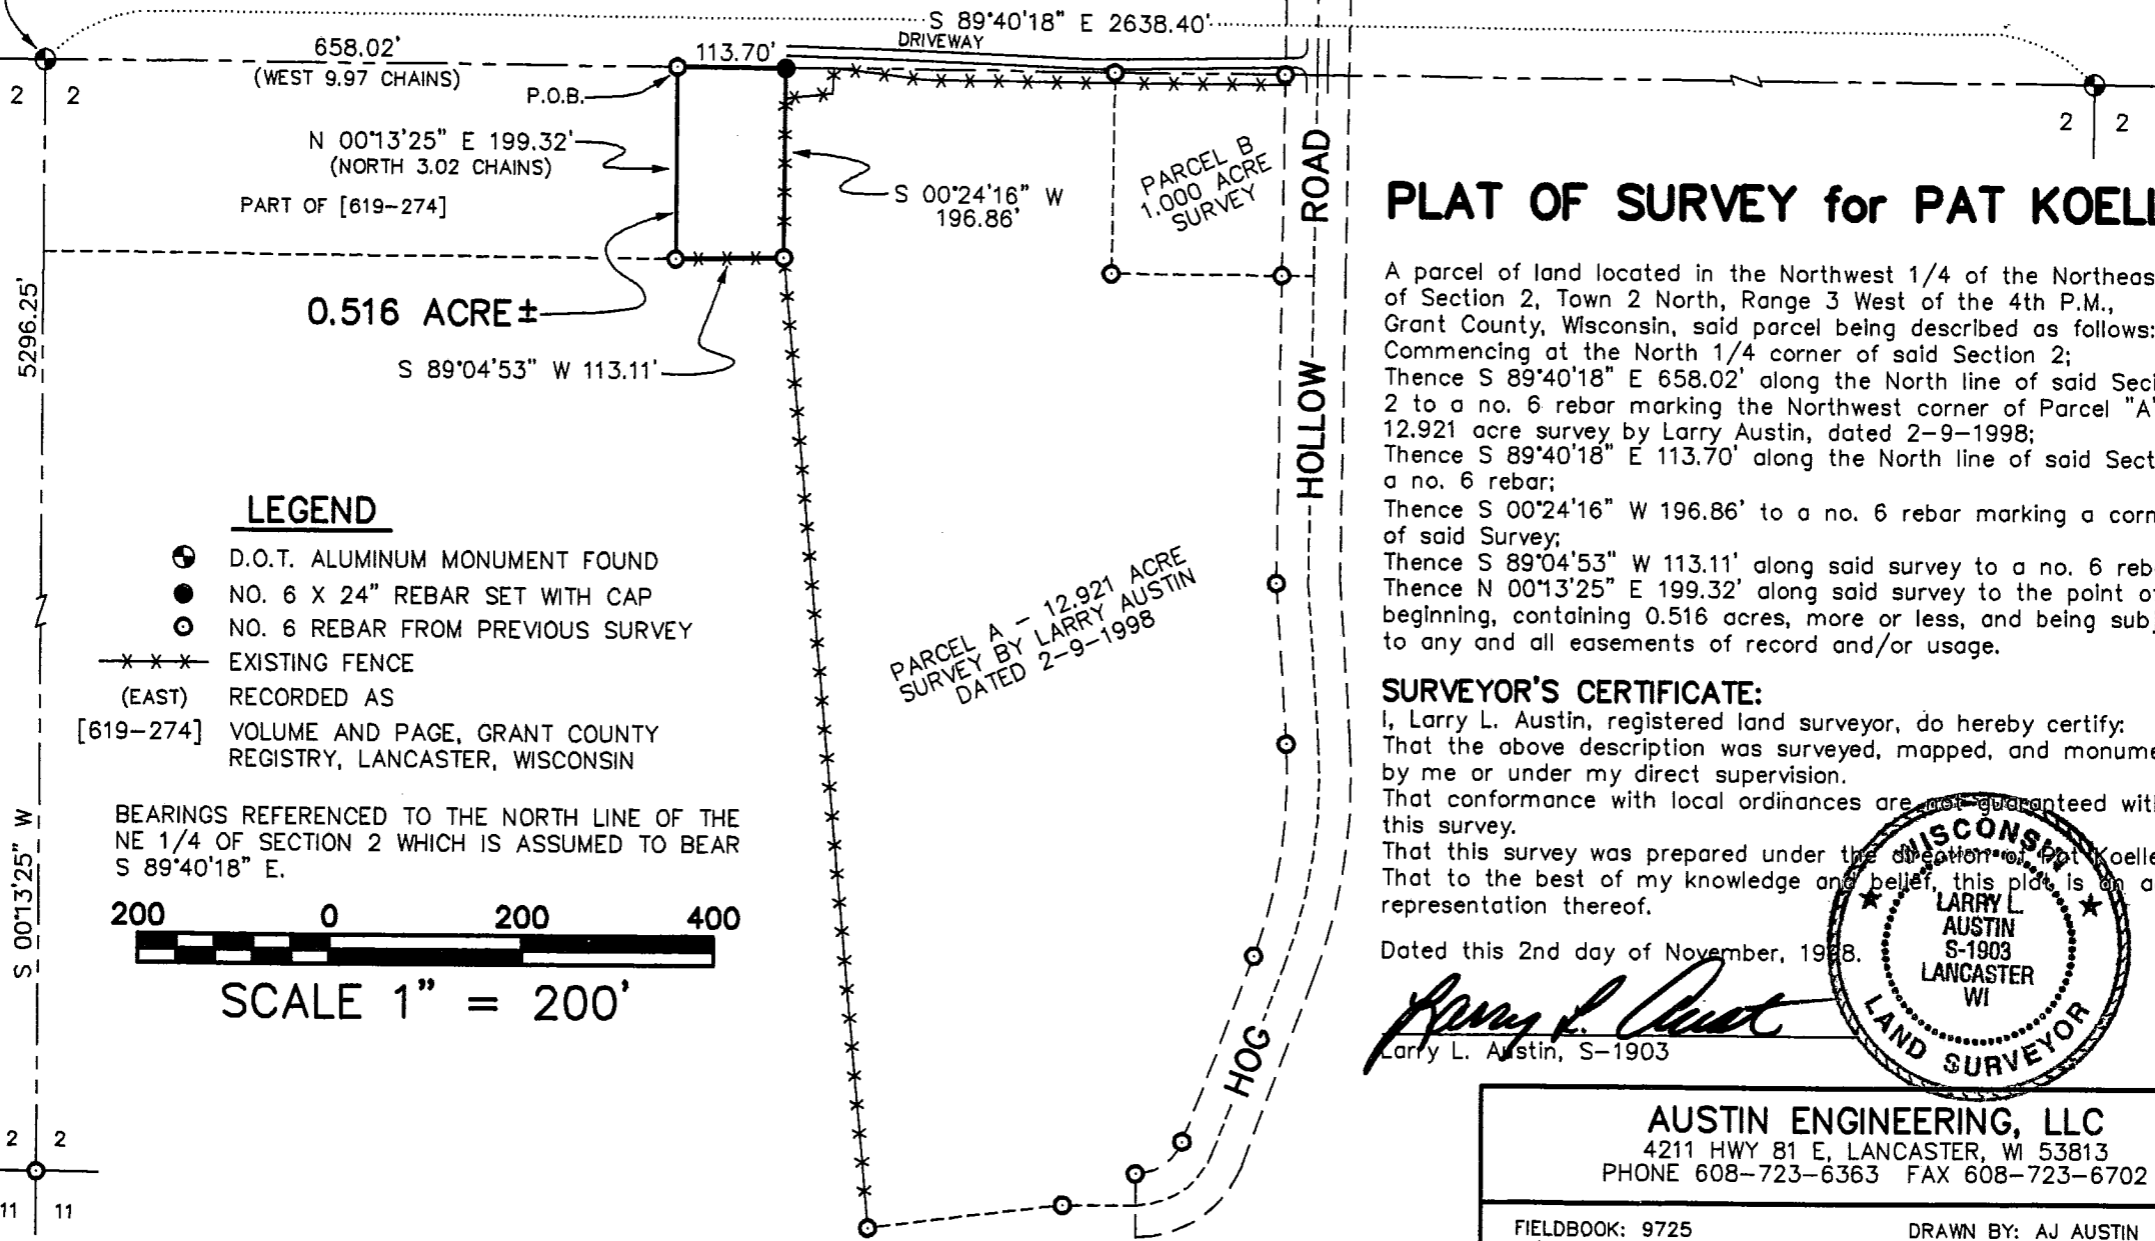 S 89°40'18" E 2638.40'
658.02'
(WEST 9.97 CHAINS)
113.70'
DRIVEWAY
P.O.B.
2 2
2 2
N 00°13'25" E 199.32'
(NORTH 3.02 CHAINS)
PART OF [619-274]
S 00°24'16" W
196.86'
PARCEL B
1.000 ACRE
SURVEY
0.516 ACRE±
S 89°04'53" W 113.11'
5296.25'
S 00°13'25" W
HOG HOLLOW ROAD
PARCEL A - 12.921 ACRE
SURVEY BY LARRY AUSTIN
DATED 2-9-1998
LEGEND
D.O.T. ALUMINUM MONUMENT FOUND
NO. 6 X 24" REBAR SET WITH CAP
NO. 6 REBAR FROM PREVIOUS SURVEY
EXISTING FENCE
(EAST) RECORDED AS
[619-274] VOLUME AND PAGE, GRANT COUNTY
REGISTRY, LANCASTER, WISCONSIN
BEARINGS REFERENCED TO THE NORTH LINE OF THE
NE 1/4 OF SECTION 2 WHICH IS ASSUMED TO BEAR
S 89°40'18" E.
200 0 200 400
SCALE 1" = 200'
2 2
11 11
PLAT OF SURVEY for PAT KOELL
A parcel of land located in the Northwest 1/4 of the Northeas
of Section 2, Town 2 North, Range 3 West of the 4th P.M.,
Grant County, Wisconsin, said parcel being described as follows:
Commencing at the North 1/4 corner of said Section 2;
Thence S 89°40'18" E 658.02' along the North line of said Sect
2 to a no. 6 rebar marking the Northwest corner of Parcel "A"
12.921 acre survey by Larry Austin, dated 2-9-1998;
Thence S 89°40'18" E 113.70' along the North line of said Sect
a no. 6 rebar;
Thence S 00°24'16" W 196.86' to a no. 6 rebar marking a corn
of said Survey;
Thence S 89°04'53" W 113.11' along said survey to a no. 6 reb
Thence N 00°13'25" E 199.32' along said survey to the point of
beginning, containing 0.516 acres, more or less, and being subj
to any and all easements of record and/or usage.
SURVEYOR'S CERTIFICATE:
I, Larry L. Austin, registered land surveyor, do hereby certify:
That the above description was surveyed, mapped, and monume
by me or under my direct supervision.
That conformance with local ordinances are not guaranteed with
this survey.
That this survey was prepared under the direction of Pat Koelle
That to the best of my knowledge and belief, this plat is an a
representation thereof.
Dated this 2nd day of November, 1998.
Larry L. Aust
Larry L. Austin, S-1903
WISCONSIN
LARRY L.
AUSTIN
S-1903
LANCASTER
WI
LAND SURVEYOR
AUSTIN ENGINEERING, LLC
4211 HWY 81 E, LANCASTER, WI 53813
PHONE 608-723-6363 FAX 608-723-6702
FIELDBOOK: 9725 DRAWN BY: AJ AUSTIN